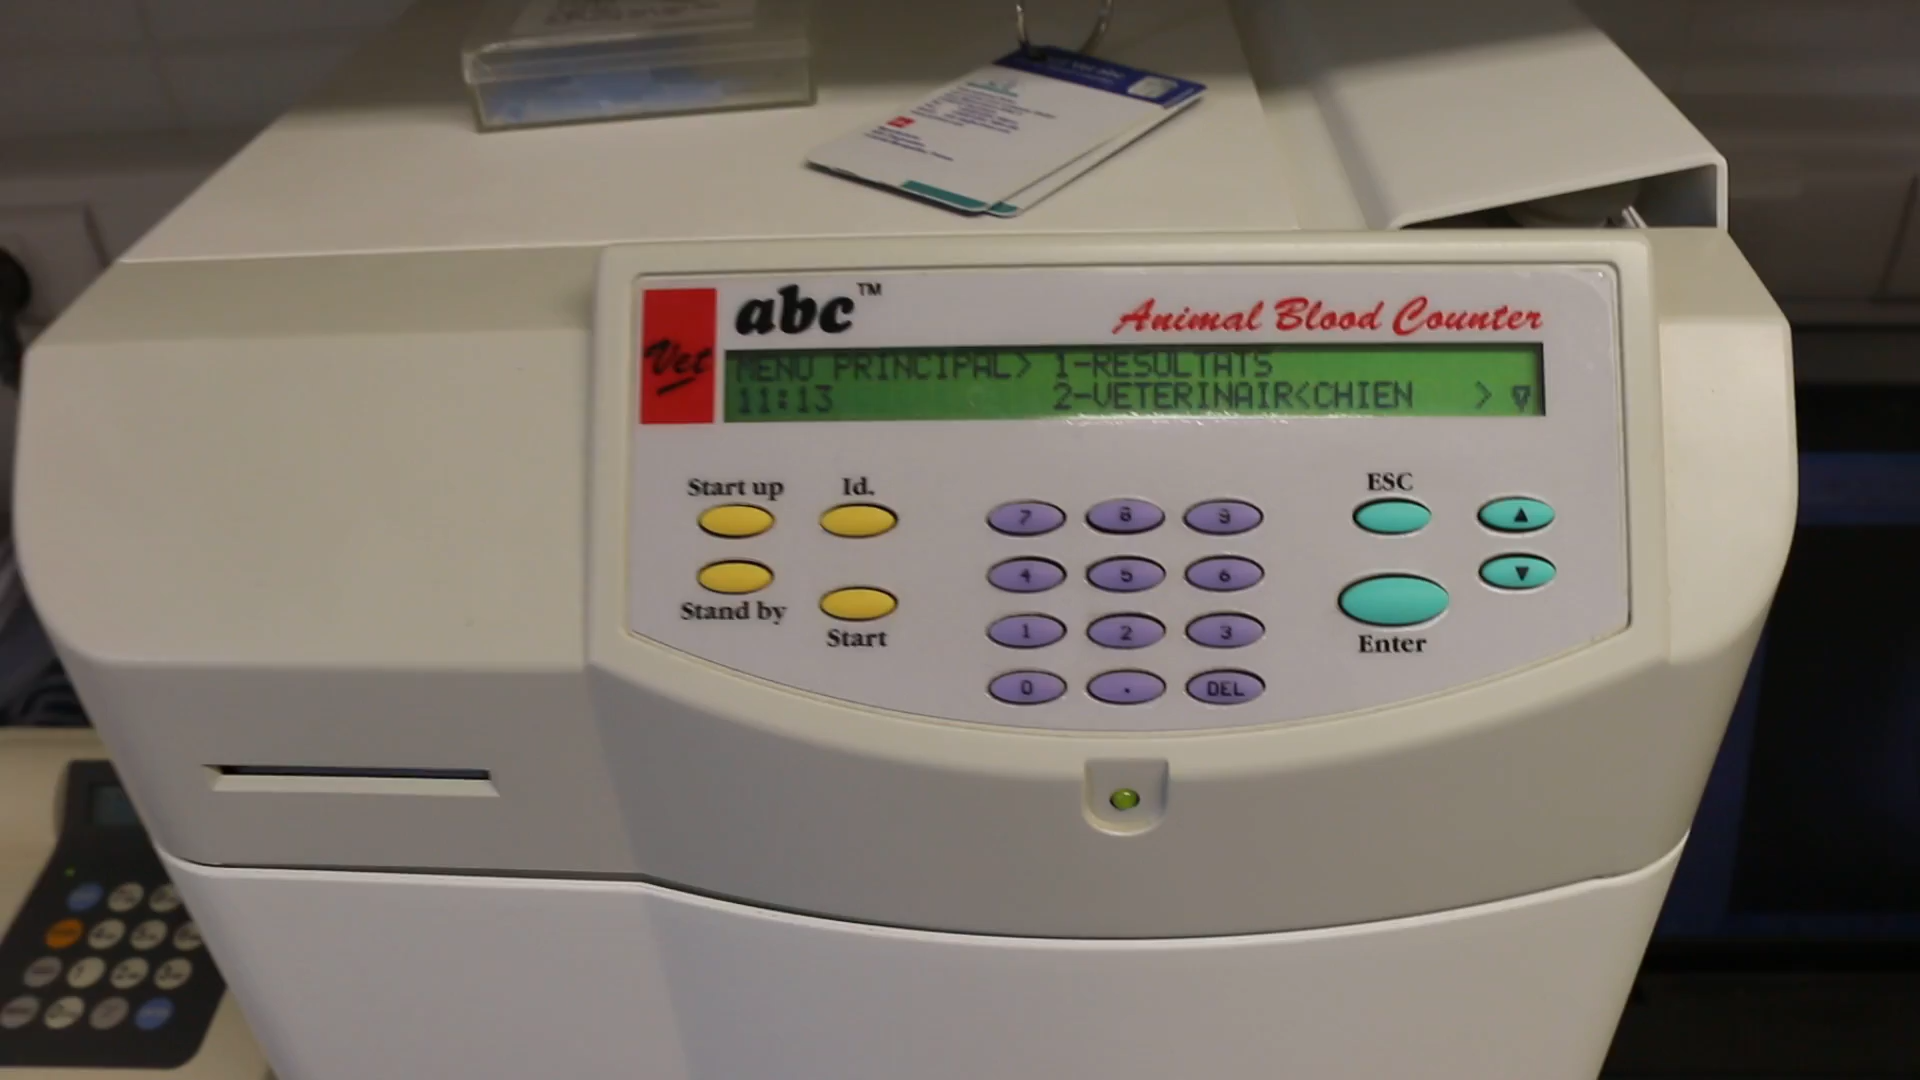 abc™
Animal Blood Counter
Vet
MENU PRINCIPAL> 1-RESULTATS
11:13 2-VETERINAIR<CHIEN >
Start up
Id.
ESC
7 8 9
4 5 6
Stand by
Start
1 2 3
Enter
0 . DEL